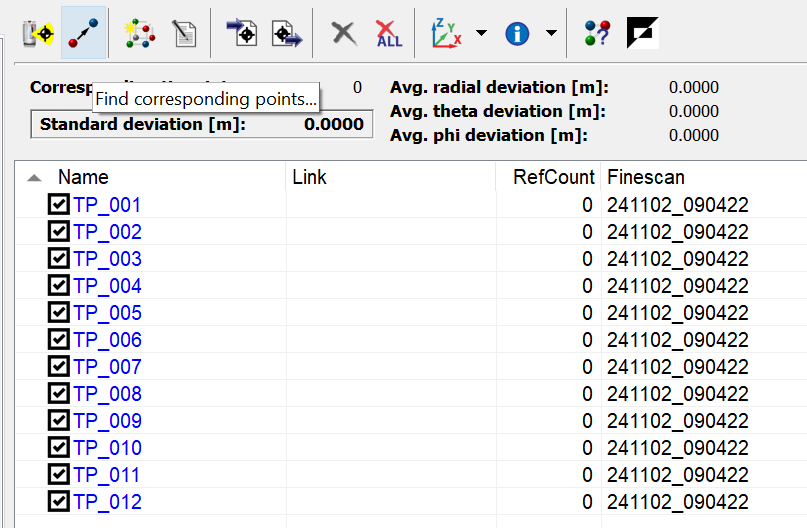 ALL
Z Y X
Corresp 0
Find corresponding points...
Standard deviation [m]: 0.0000
Avg. radial deviation [m]: 0.0000
Avg. theta deviation [m]: 0.0000
Avg. phi deviation [m]: 0.0000
Name Link RefCount Finescan
TP_001 0 241102_090422
TP_002 0 241102_090422
TP_003 0 241102_090422
TP_004 0 241102_090422
TP_005 0 241102_090422
TP_006 0 241102_090422
TP_007 0 241102_090422
TP_008 0 241102_090422
TP_009 0 241102_090422
TP_010 0 241102_090422
TP_011 0 241102_090422
TP_012 0 241102_090422